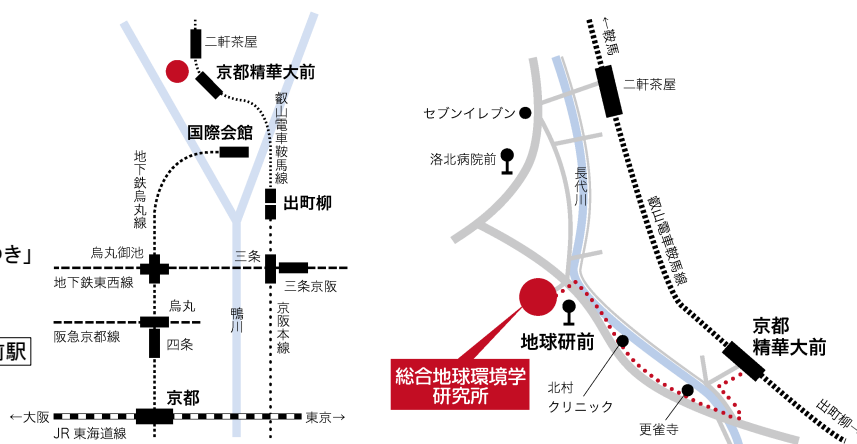 二軒茶屋
京都精華大前
叡山電車鞍馬線
国際会館
地下鉄烏丸線
出町柳
き」
烏丸御池
三条
地下鉄東西線
三条京阪
烏丸
鴨川
京阪本線
阪急京都線
四条
前駅
京都
←大阪
東京→
JR東海道線
←鞍馬
二軒茶屋
セブンイレブン
洛北病院前
長代川
叡山電車鞍馬線
地球研前
京都
精華大前
総合地球環境学
研究所
北村
クリニック
更雀寺
出町柳→